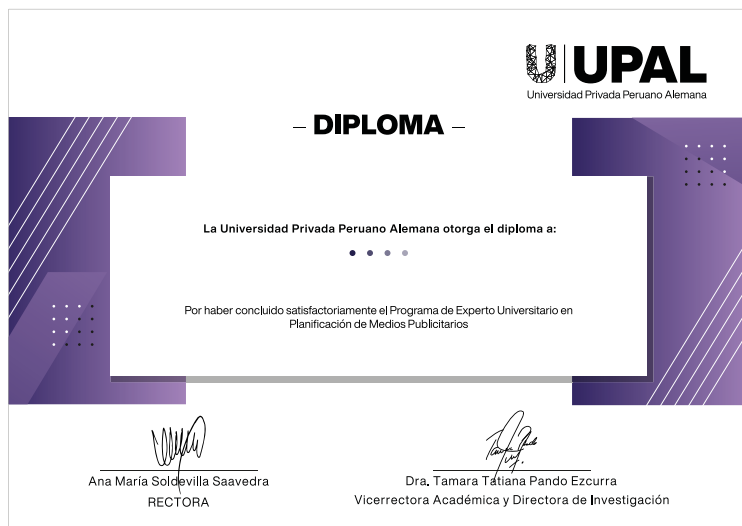 UPAL
Universidad Privada Peruano Alemana
– DIPLOMA –
La Universidad Privada Peruano Alemana otorga el diploma a:
Por haber concluido satisfactoriamente el Programa de Experto Universitario en
Planificación de Medios Publicitarios
Ana María Soldevilla Saavedra
RECTORA
Dra. Tamara Tatiana Pando Ezcurra
Vicerrectora Académica y Directora de Investigación